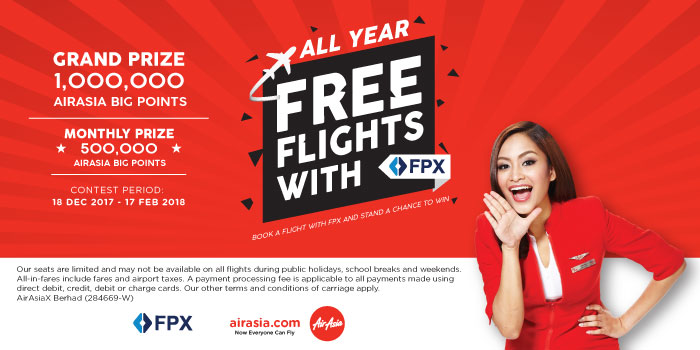 GRAND PRIZE
1,000,000
AIRASIA BIG POINTS
MONTHLY PRIZE
★ 500,000 ★
AIRASIA BIG POINTS
CONTEST PERIOD:
18 DEC 2017 - 17 FEB 2018
ALL YEAR
FREE
FLIGHTS
WITH FPX
BOOK A FLIGHT WITH FPX AND STAND A CHANCE TO WIN
Our seats are limited and may not be available on all flights during public holidays, school breaks and weekends.
All-in-fares include fares and airport taxes. A payment processing fee is applicable to all payments made using
direct debit, credit, debit or charge cards. Our other terms and conditions of carriage apply.
AirAsiaX Berhad (284669-W)
FPX
airasia.com
Now Everyone Can Fly
AirAsia